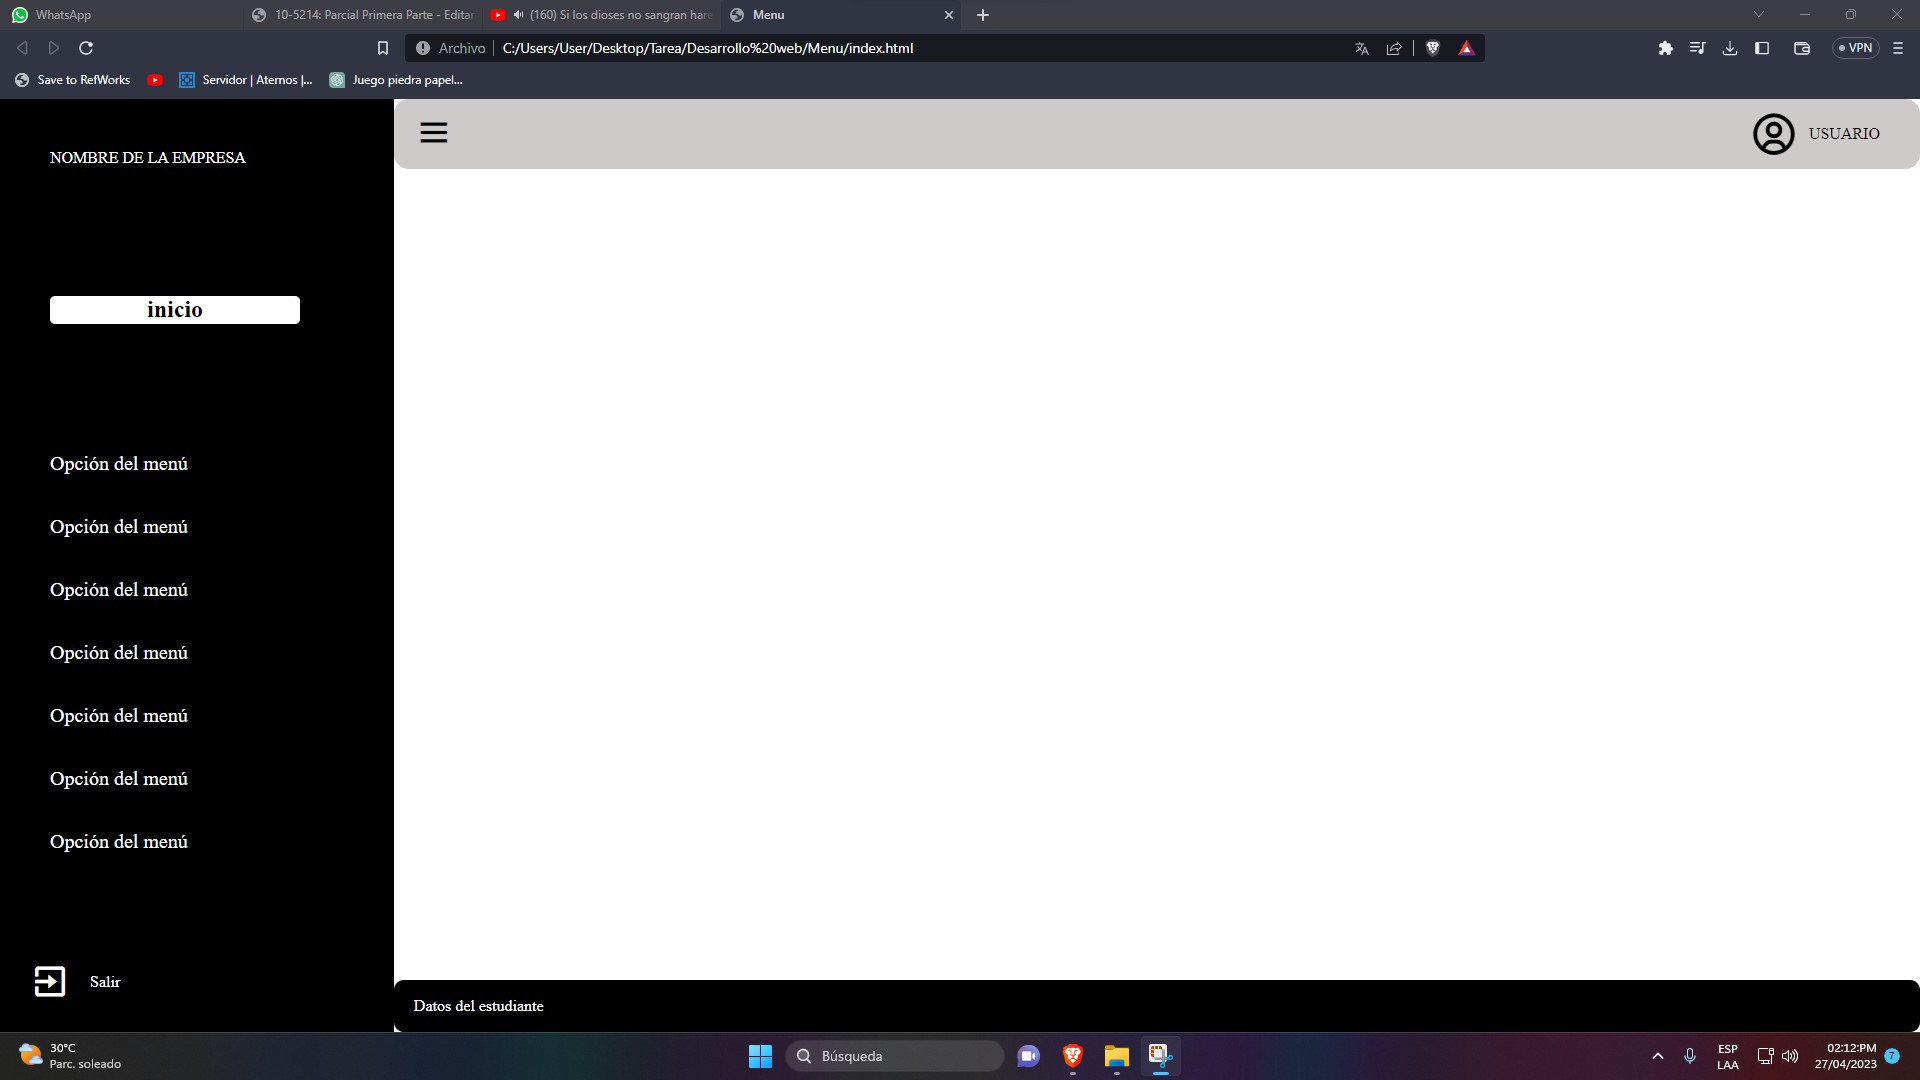 WhatsApp
10-5214: Parcial Primera Parte - Editar
(160) Si los dioses no sangran hare
Menu
Archivo
C:/Users/User/Desktop/Tarea/Desarrollo%20web/Menu/index.html
VPN
Save to RefWorks
Servidor | Aternos |...
Juego piedra papel...
NOMBRE DE LA EMPRESA
USUARIO
inicio
Opción del menú
Opción del menú
Opción del menú
Opción del menú
Opción del menú
Opción del menú
Opción del menú
Salir
Datos del estudiante
30°C
Parc. soleado
Búsqueda
ESP
LAA
02:12:PM
27/04/2023
7